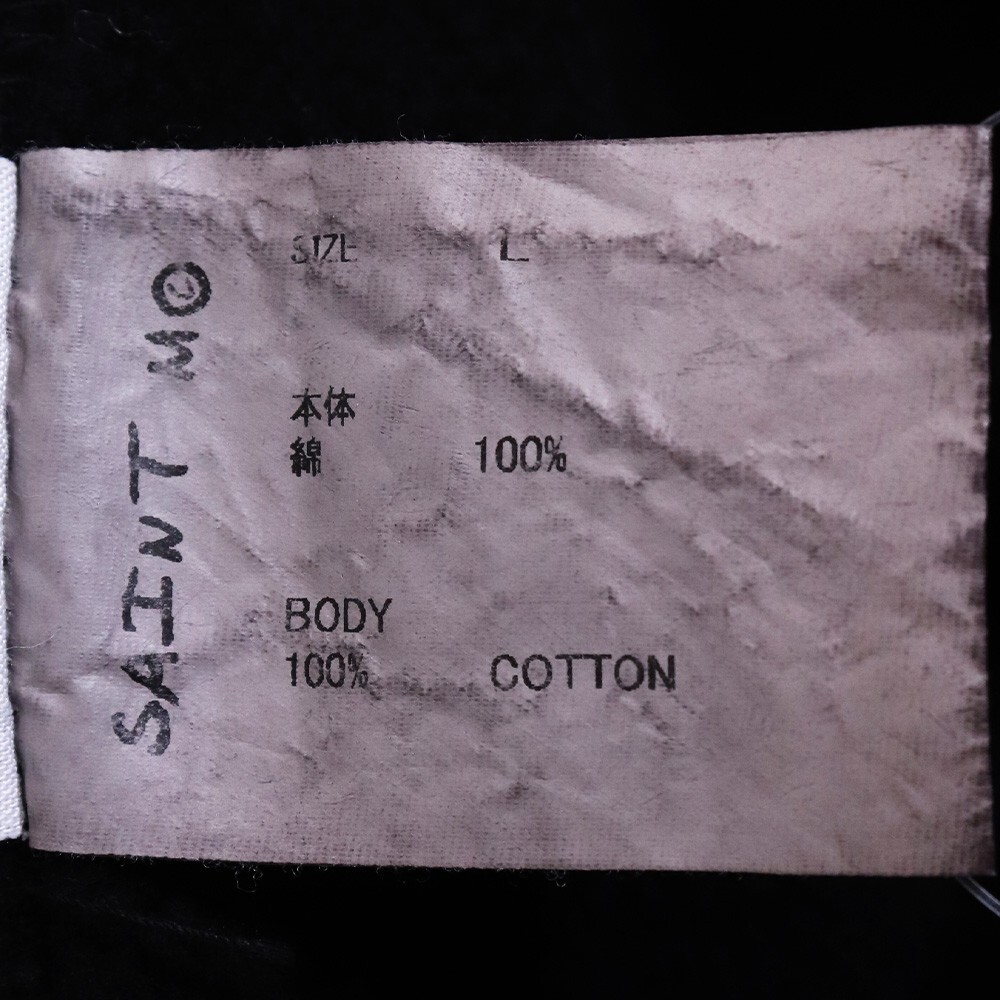 SAINT M©
SIZE L
本体
綿 100%
BODY
100% COTTON